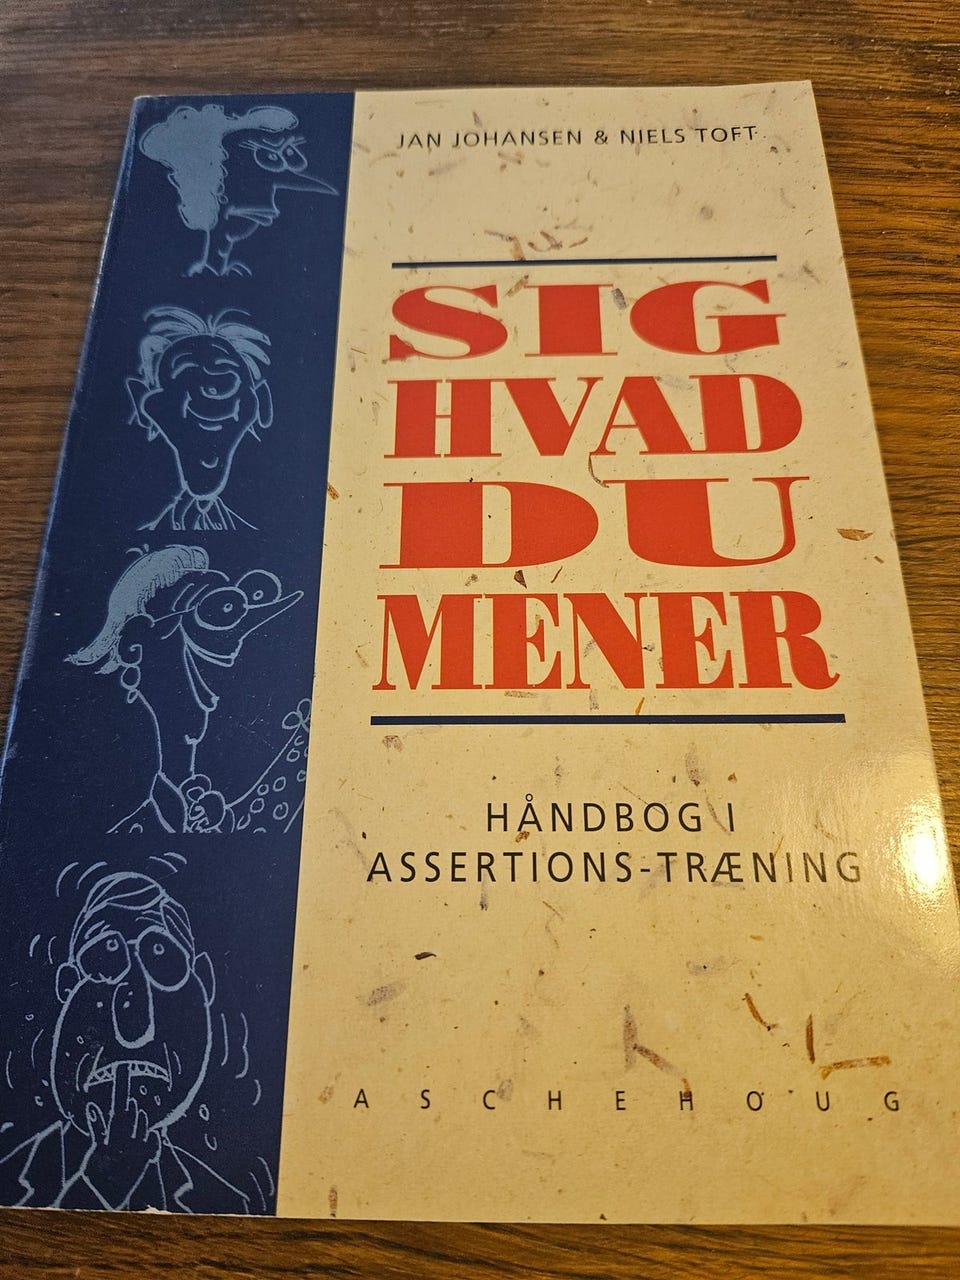 JAN JOHANSEN & NIELS TOFT
SIG
HVAD
DU
MENER
HÅNDBOG I
ASSERTIONS-TRÆNING
ASCHEHOUG